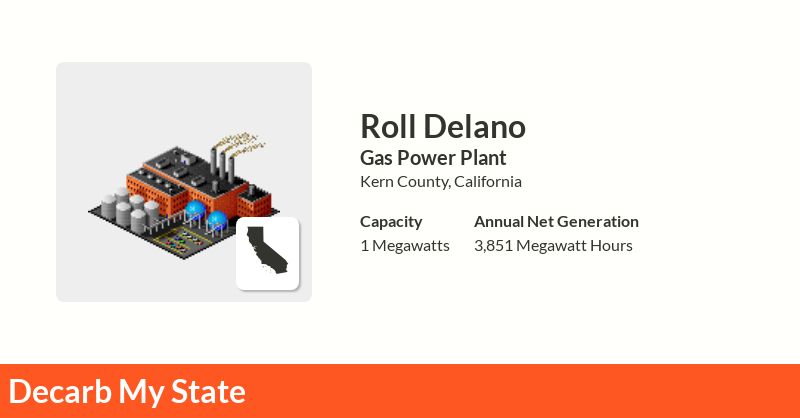 Roll Delano
Gas Power Plant
Kern County, California
Capacity
Annual Net Generation
1 Megawatts
3,851 Megawatt Hours
Decarb My State